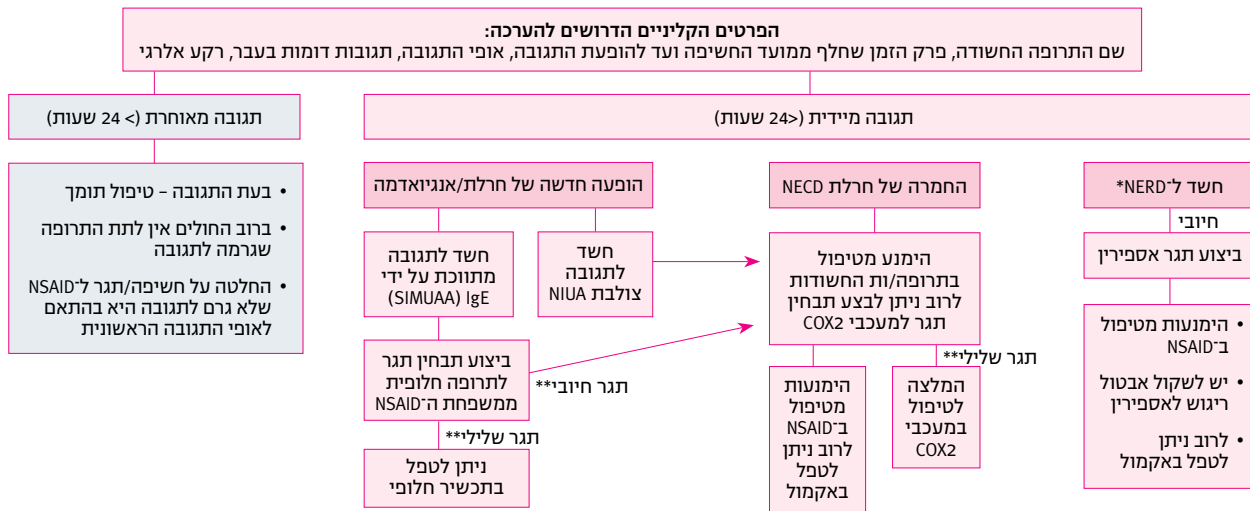 הפרטים הקליניים הדרושים להערכה:
שם התרופה החשודה, פרק הזמן שחלף ממועד החשיפה ועד להופעת התגובה, אופי התגובה, תגובות דומות בעבר, רקע אלרגי
תגובה מיידית (<24 שעות)
תגובה מאוחרת (> 24 שעות)
חשד ל־NERD*
חיובי
ביצוע תגר אספירין
• הימנעות מטיפול
ב־NSAID
• יש לשקול אבטול
ריגוש לאספירין
• לרוב ניתן
לטפל באקמול
החמרה של חרלת NECD
הימנע מטיפול
בתרופה/ות החשודות
לרוב ניתן לבצע תבחין
תגר למעכבי COX2
תגר שלילי**
המלצה
לטיפול
במעכבי
COX2
הימנעות
מטיפול
ב־NSAID
לרוב ניתן
לטפל
באקמול
הופעה חדשה של חרלת/אנגיואדמה
חשד
לתגובה
צולבת NIUA
חשד לתגובה
מתווכת על ידי
IgE (SIMUAA)
ביצוע תבחין תגר
לתרופה חלופית
ממשפחת ה־NSAID
תגר חיובי**
תגר שלילי**
ניתן לטפל
בתכשיר חלופי
• בעת התגובה – טיפול תומך
• ברוב החולים אין לתת התרופה
שגרמה לתגובה
• החלטה על חשיפה/תגר ל־NSAID
שלא גרם לתגובה היא בהתאם
לאופי התגובה הראשונית